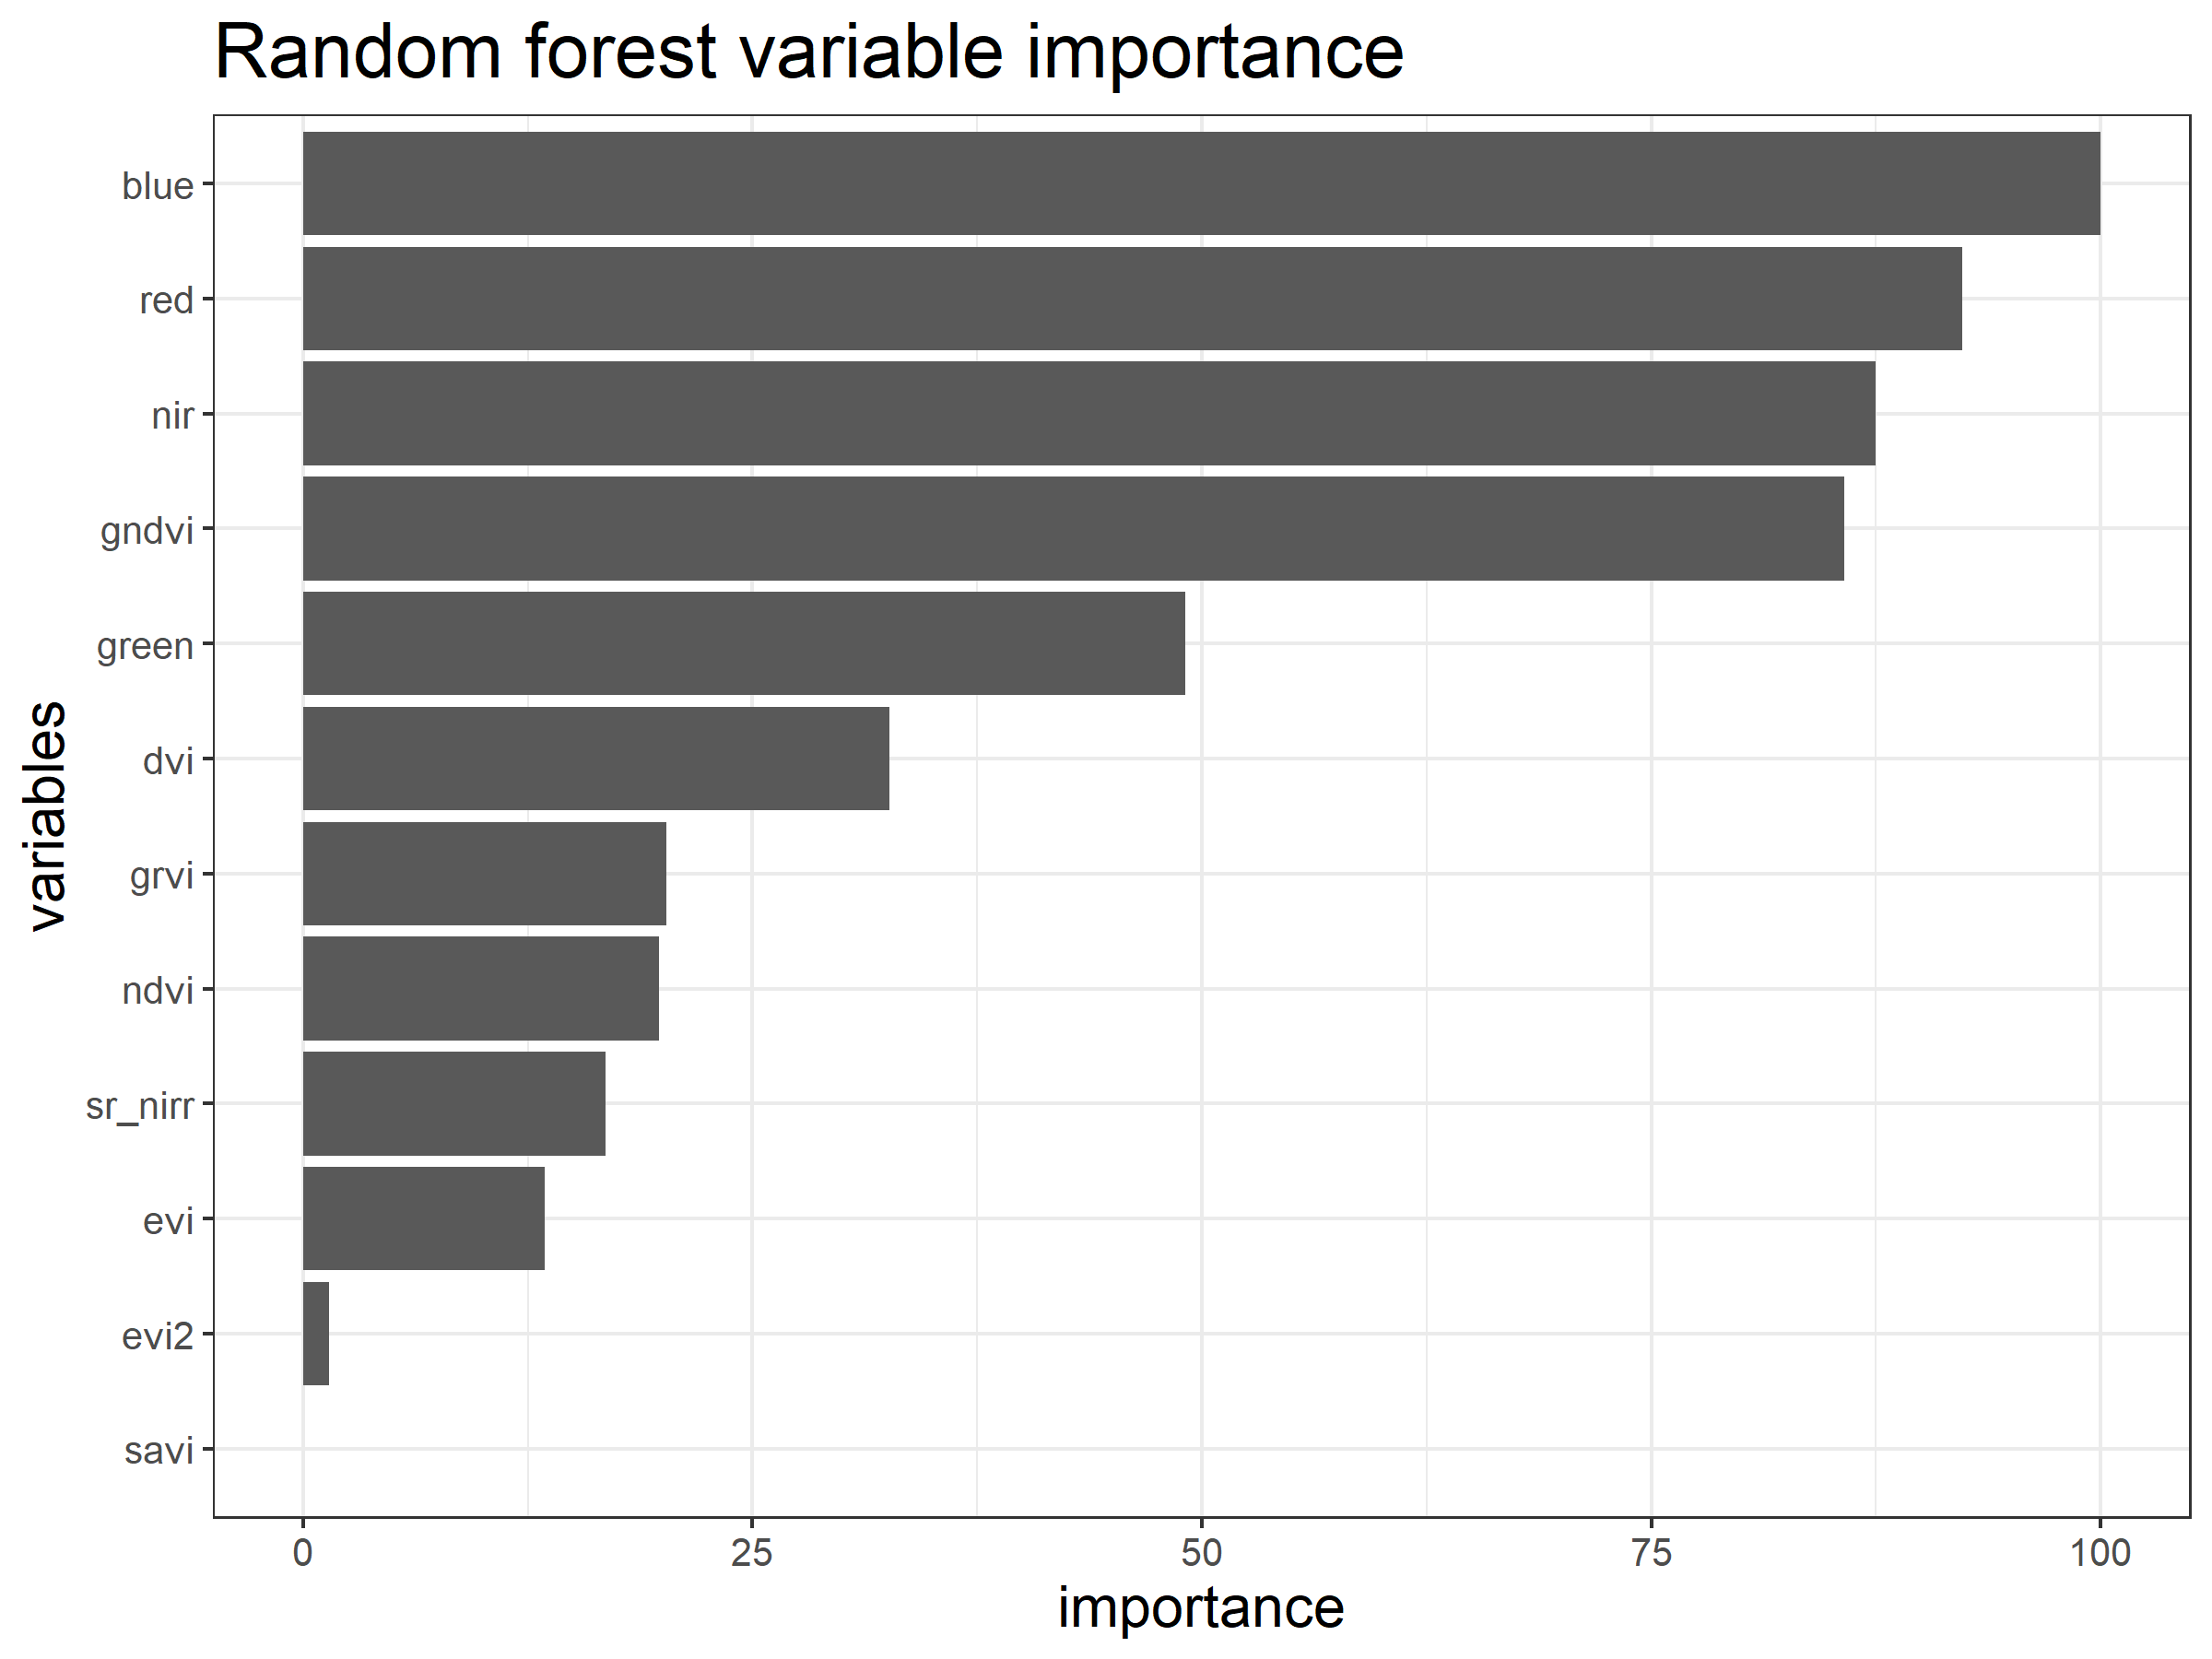 Random forest variable importance
blue
red
nir
gndvi
green
dvi
grvi
ndvi
sr_nirr
evi
evi2
savi
variables
0 25 50 75 100
importance